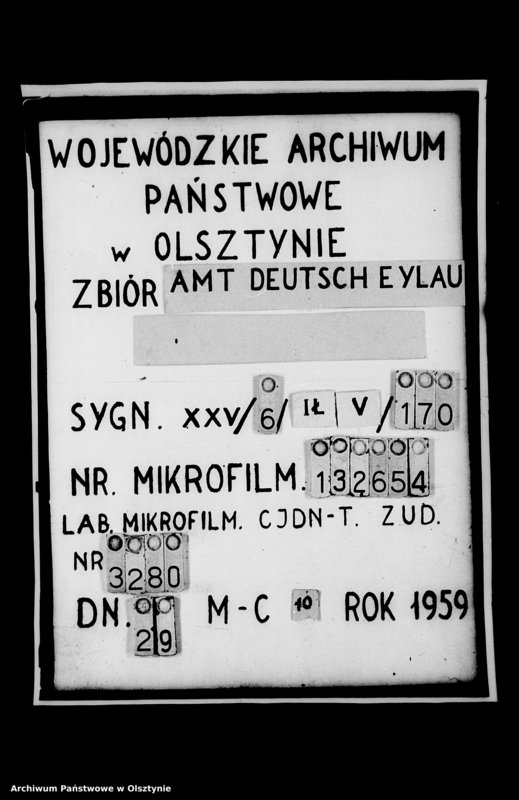 WOJEWÓDZKIE ARCHIWUM
PAŃSTWOWE
W OLSZTYNIE
ZBIÓR AMT DEUTSCH EYLAU
SYGN. XXV/6/IŁ V/170
NR. MIKROFILM. 132654
LAB. MIKROFILM. CJDN-T. ZUD.
NR 3280
DN. 29 M-C 10 ROK 1959
Archiwum Państwowe w Olsztynie